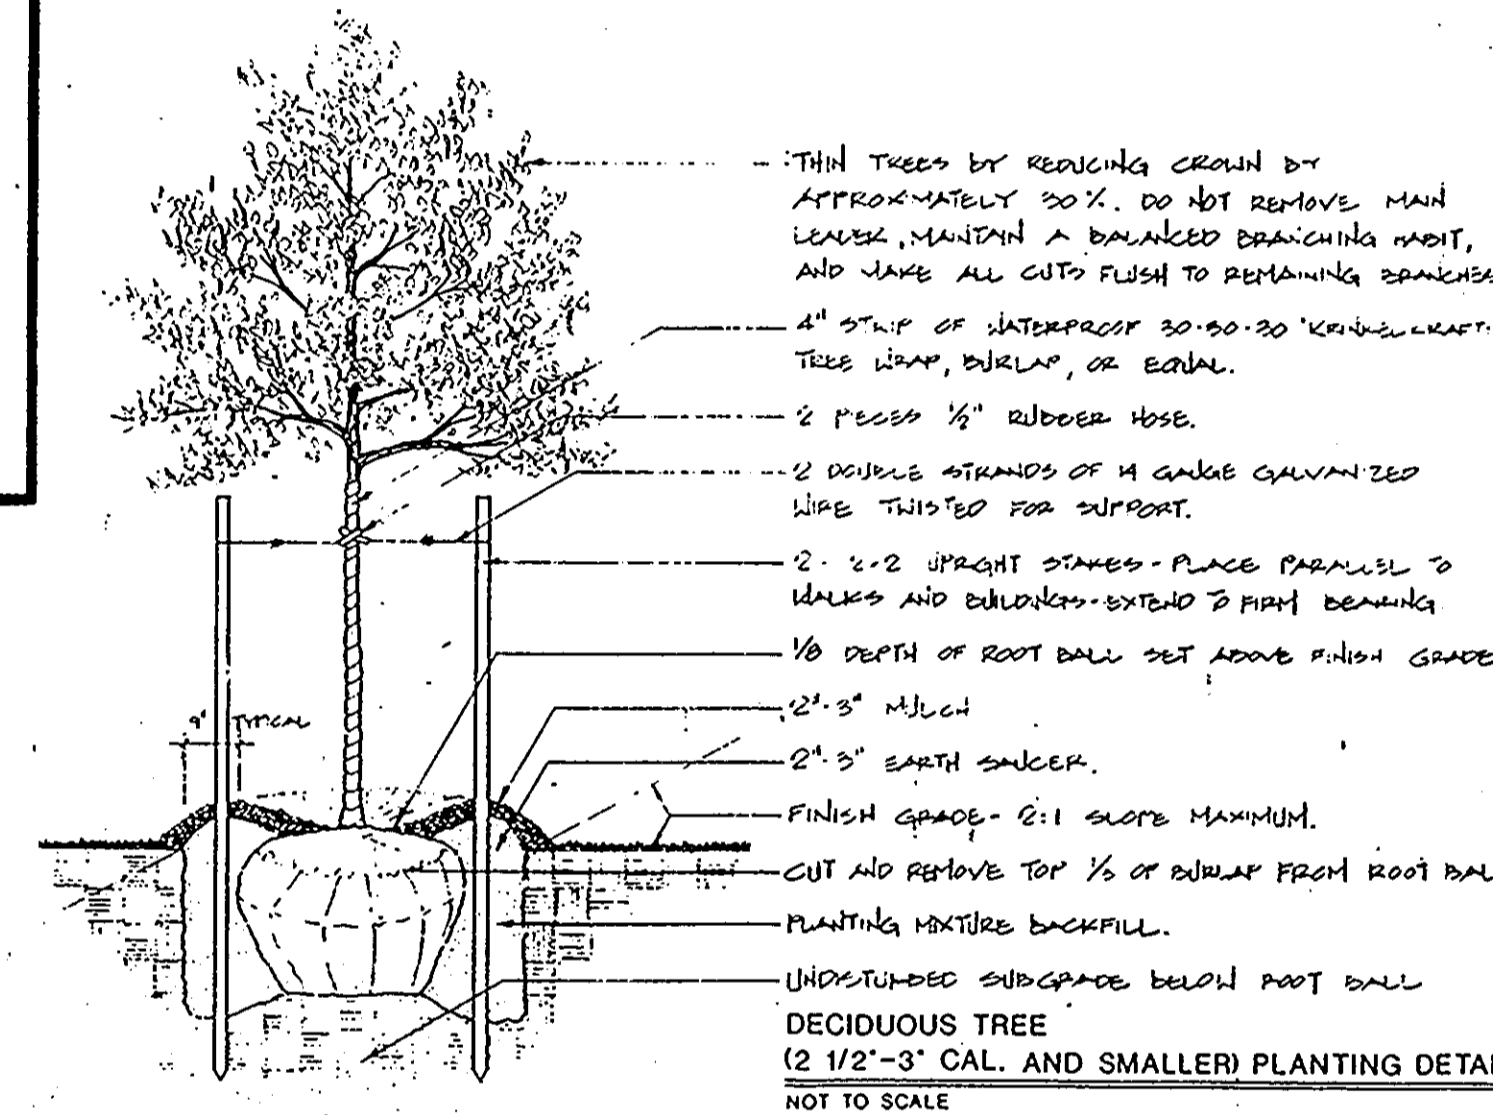 THIN TREES BY REDUCING CROWN BY
APPROXIMATELY 30%. DO NOT REMOVE MAIN
LEADER, MAINTAIN A BALANCED BRANCHING HABIT,
AND MAKE ALL CUTS FLUSH TO REMAINING BRANCHES
4" STRIP OF WATERPROOF 30-30-30
TREE WRAP, BURLAP, OR EQUAL.
2 PIECES 1/2" RUBBER HOSE.
2 DOUBLE STRANDS OF 14 GAUGE GALVANIZED
WIRE TWISTED FOR SUPPORT.
2- 2-2 UPRIGHT STAKES - PLACE PARALLEL TO
WALKS AND BUILDINGS - EXTEND TO FIRM BEARING
1/8 DEPTH OF ROOT BALL SET ABOVE FINISH GRADE
9" TYPICAL
2"-3" MULCH
2"-3" EARTH SAUCER.
FINISH GRADE - 2:1 SLOPE MAXIMUM.
CUT AND REMOVE TOP 1/3 OF BURLAP FROM ROOT BAL
PLANTING MIXTURE BACKFILL.
UNDISTURBED SUBGRADE BELOW ROOT BALL
DECIDUOUS TREE
(2 1/2"-3" CAL. AND SMALLER) PLANTING DETAI
NOT TO SCALE